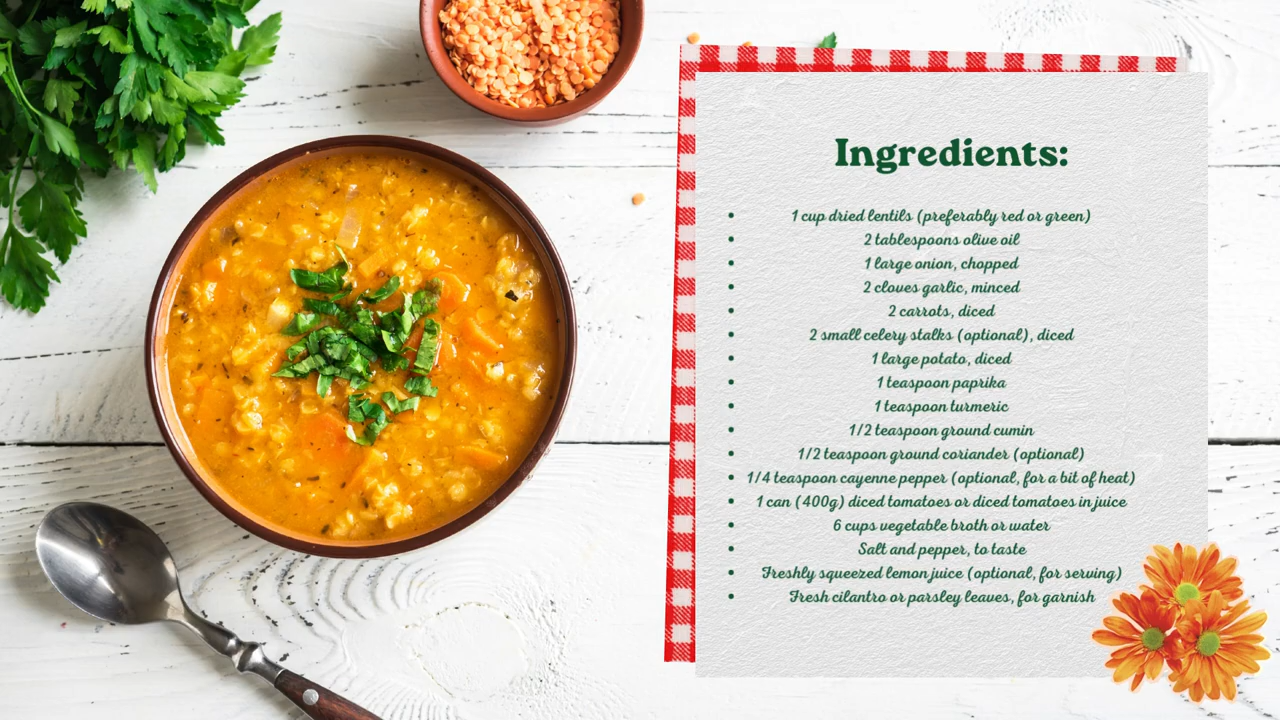 Ingredients:
• 1 cup dried lentils (preferably red or green)
• 2 tablespoons olive oil
• 1 large onion, chopped
• 2 cloves garlic, minced
• 2 carrots, diced
• 2 small celery stalks (optional), diced
• 1 large potato, diced
• 1 teaspoon paprika
• 1 teaspoon turmeric
• 1/2 teaspoon ground cumin
• 1/2 teaspoon ground coriander (optional)
• 1/4 teaspoon cayenne pepper (optional, for a bit of heat)
• 1 can (400g) diced tomatoes or diced tomatoes in juice
• 6 cups vegetable broth or water
• Salt and pepper, to taste
• Freshly squeezed lemon juice (optional, for serving)
• Fresh cilantro or parsley leaves, for garnish